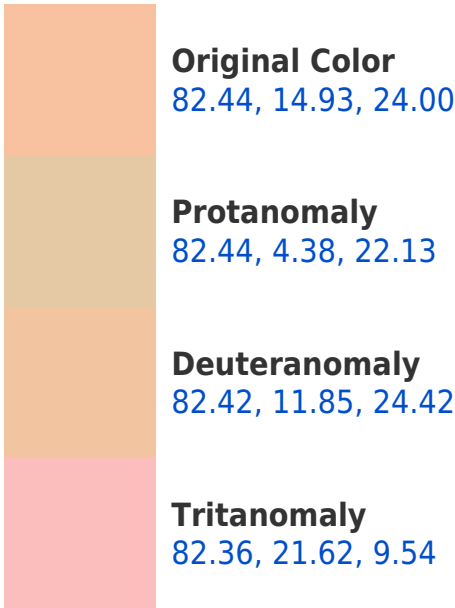 Original Color
82.44, 14.93, 24.00
Protanomaly
82.44, 4.38, 22.13
Deuteranomaly
82.42, 11.85, 24.42
Tritanomaly
82.36, 21.62, 9.54